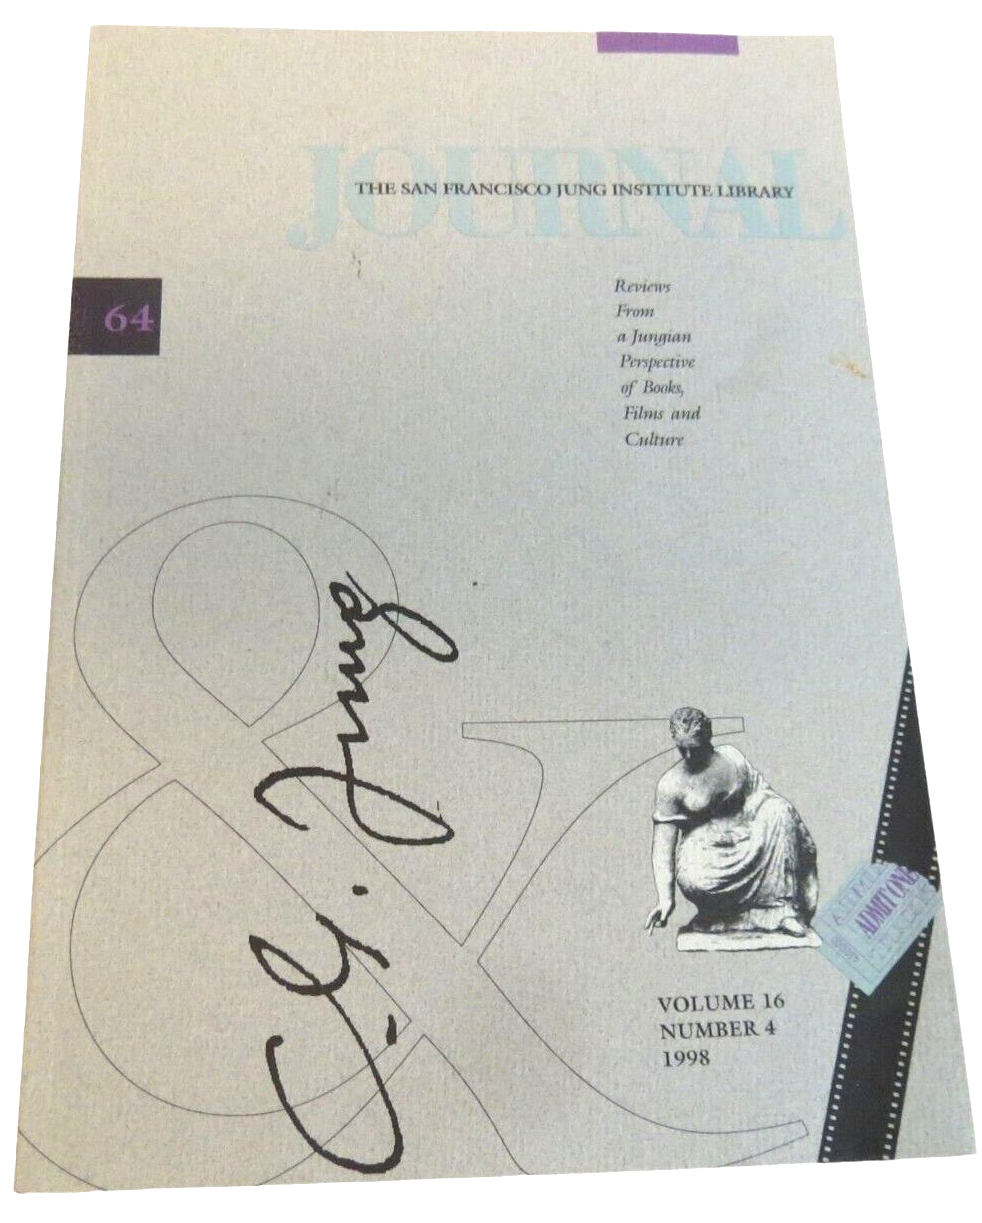 JOURNAL
THE SAN FRANCISCO JUNG INSTITUTE LIBRARY
64
Reviews
From
a Jungian
Perspective
of Books,
Films and
Culture
C. G. Jung
ADMIT ONE
VOLUME 16
NUMBER 4
1998